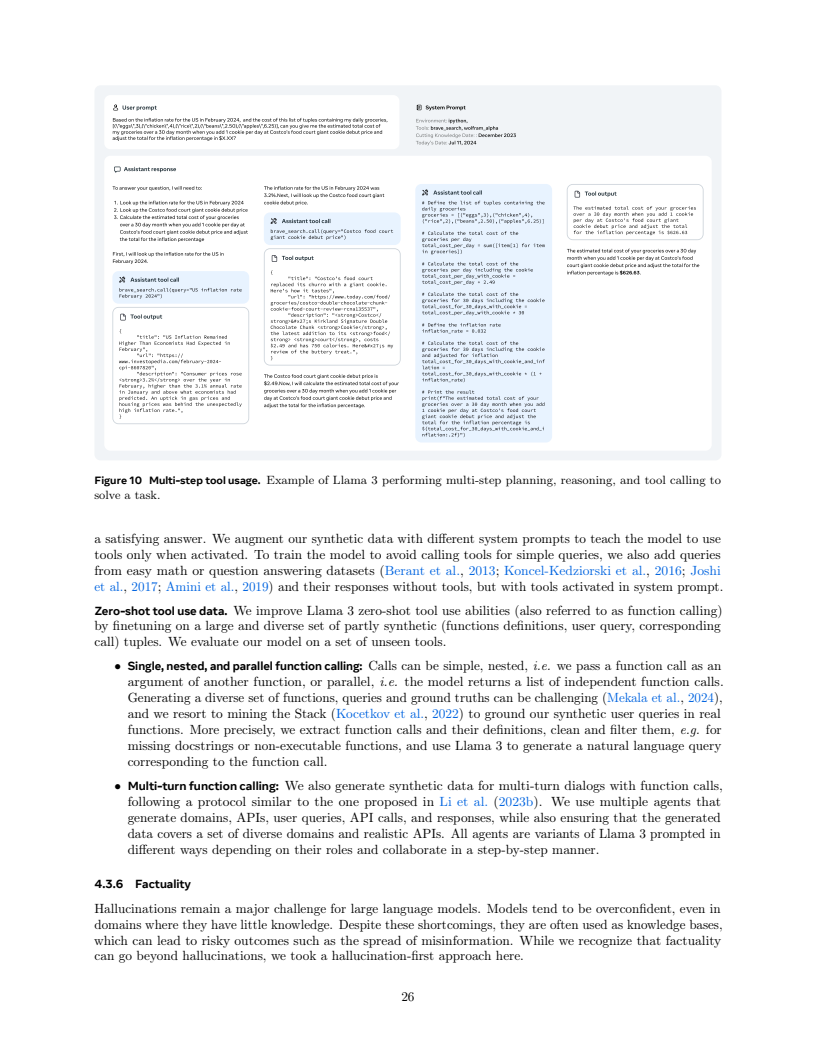 User prompt
Based on the inflation rate for the US in February 2024, and the cost of this list of tuples containing my daily groceries,
[(\"eggs\",3),(\"chicken\",4),(\"rice\",2),(\"beans\",2.50),(\"apples\",6.25)], can you give me the estimated total cost of
my groceries over a 30 day month when you add 1 cookie per day at Costco's food court giant cookie debut price and
adjust the total for the inflation percentage in $X.XX?
System Prompt
Environment: ipython,
Tools: brave_search, wolfram_alpha
Cutting Knowledge Date: December 2023
Today's Date: Jul 11, 2024
Assistant response
To answer your question, I will need to:
1. Look up the inflation rate for the US in February 2024
2. Look up the Costco food court giant cookie debut price
3. Calculate the estimated total cost of your groceries
over a 30 day month when you add 1 cookie per day at
Costco's food court giant cookie debut price and adjust
the total for the inflation percentage
First, I will look up the inflation rate for the US in
February 2024.
Assistant tool call
brave_search.call(query="US inflation rate
February 2024")
Tool output
{
"title": "US Inflation Remained
Higher Than Economists Had Expected in
February",
"url": "https://
www.investopedia.com/february-2024-
cpi-8607820",
"description": "Consumer prices rose
<strong>3.2%</strong> over the year in
February, higher than the 3.1% annual rate
in January and above what economists had
predicted. An uptick in gas prices and
housing prices was behind the unexpectedly
high inflation rate.",
}
The inflation rate for the US in February 2024 was
3.2%.Next, I will look up the Costco food court giant
cookie debut price.
Assistant tool call
brave_search.call(query="Costco food court
giant cookie debut price")
Tool output
{
"title": "Costco's food court
replaced its churro with a giant cookie.
Here's how it tastes",
"url": "https://www.today.com/food/
groceries/costco-double-chocolate-chunk-
cookie-food-court-review-rcna135537",
"description": "<strong>Costco</
strong>&#x27;s Kirkland Signature Double
Chocolate Chunk <strong>Cookie</strong>,
the latest addition to its <strong>food</
strong> <strong>court</strong>, costs
$2.49 and has 750 calories. Here&#x27;s my
review of the buttery treat.",
}
The Costco food court giant cookie debut price is
$2.49.Now, I will calculate the estimated total cost of your
groceries over a 30 day month when you add 1 cookie per
day at Costco's food court giant cookie debut price and
adjust the total for the inflation percentage.
Assistant tool call
# Define the list of tuples containing the
daily groceries
groceries = [("eggs",3),("chicken",4),
("rice",2),("beans",2.50),("apples",6.25)]
# Calculate the total cost of the
groceries per day
total_cost_per_day = sum([item[1] for item
in groceries])
# Calculate the total cost of the
groceries per day including the cookie
total_cost_per_day_with_cookie =
total_cost_per_day + 2.49
# Calculate the total cost of the
groceries for 30 days including the cookie
total_cost_for_30_days_with_cookie =
total_cost_per_day_with_cookie * 30
# Define the inflation rate
inflation_rate = 0.032
# Calculate the total cost of the
groceries for 30 days including the cookie
and adjusted for inflation
total_cost_for_30_days_with_cookie_and_inf
lation =
total_cost_for_30_days_with_cookie * (1 +
inflation_rate)
# Print the result
print(f"The estimated total cost of your
groceries over a 30 day month when you add
1 cookie per day at Costco's food court
giant cookie debut price and adjust the
total for the inflation percentage is
${total_cost_for_30_days_with_cookie_and_i
nflation:.2f}")
Tool output
The estimated total cost of your groceries
over a 30 day month when you add 1 cookie
per day at Costco's food court giant
cookie debut price and adjust the total
for the inflation percentage is $626.63
The estimated total cost of your groceries over a 30 day
month when you add 1 cookie per day at Costco's food
court giant cookie debut price and adjust the total for the
inflation percentage is $626.63.
Figure 10 Multi-step tool usage. Example of Llama 3 performing multi-step planning, reasoning, and tool calling to
solve a task.
a satisfying answer. We augment our synthetic data with different system prompts to teach the model to use
tools only when activated. To train the model to avoid calling tools for simple queries, we also add queries
from easy math or question answering datasets (Berant et al., 2013; Koncel-Kedziorski et al., 2016; Joshi
et al., 2017; Amini et al., 2019) and their responses without tools, but with tools activated in system prompt.
Zero-shot tool use data. We improve Llama 3 zero-shot tool use abilities (also referred to as function calling)
by finetuning on a large and diverse set of partly synthetic (functions definitions, user query, corresponding
call) tuples. We evaluate our model on a set of unseen tools.
• Single, nested, and parallel function calling: Calls can be simple, nested, i.e. we pass a function call as an
argument of another function, or parallel, i.e. the model returns a list of independent function calls.
Generating a diverse set of functions, queries and ground truths can be challenging (Mekala et al., 2024),
and we resort to mining the Stack (Kocetkov et al., 2022) to ground our synthetic user queries in real
functions. More precisely, we extract function calls and their definitions, clean and filter them, e.g. for
missing docstrings or non-executable functions, and use Llama 3 to generate a natural language query
corresponding to the function call.
• Multi-turn function calling: We also generate synthetic data for multi-turn dialogs with function calls,
following a protocol similar to the one proposed in Li et al. (2023b). We use multiple agents that
generate domains, APIs, user queries, API calls, and responses, while also ensuring that the generated
data covers a set of diverse domains and realistic APIs. All agents are variants of Llama 3 prompted in
different ways depending on their roles and collaborate in a step-by-step manner.
4.3.6 Factuality
Hallucinations remain a major challenge for large language models. Models tend to be overconfident, even in
domains where they have little knowledge. Despite these shortcomings, they are often used as knowledge bases,
which can lead to risky outcomes such as the spread of misinformation. While we recognize that factuality
can go beyond hallucinations, we took a hallucination-first approach here.
26